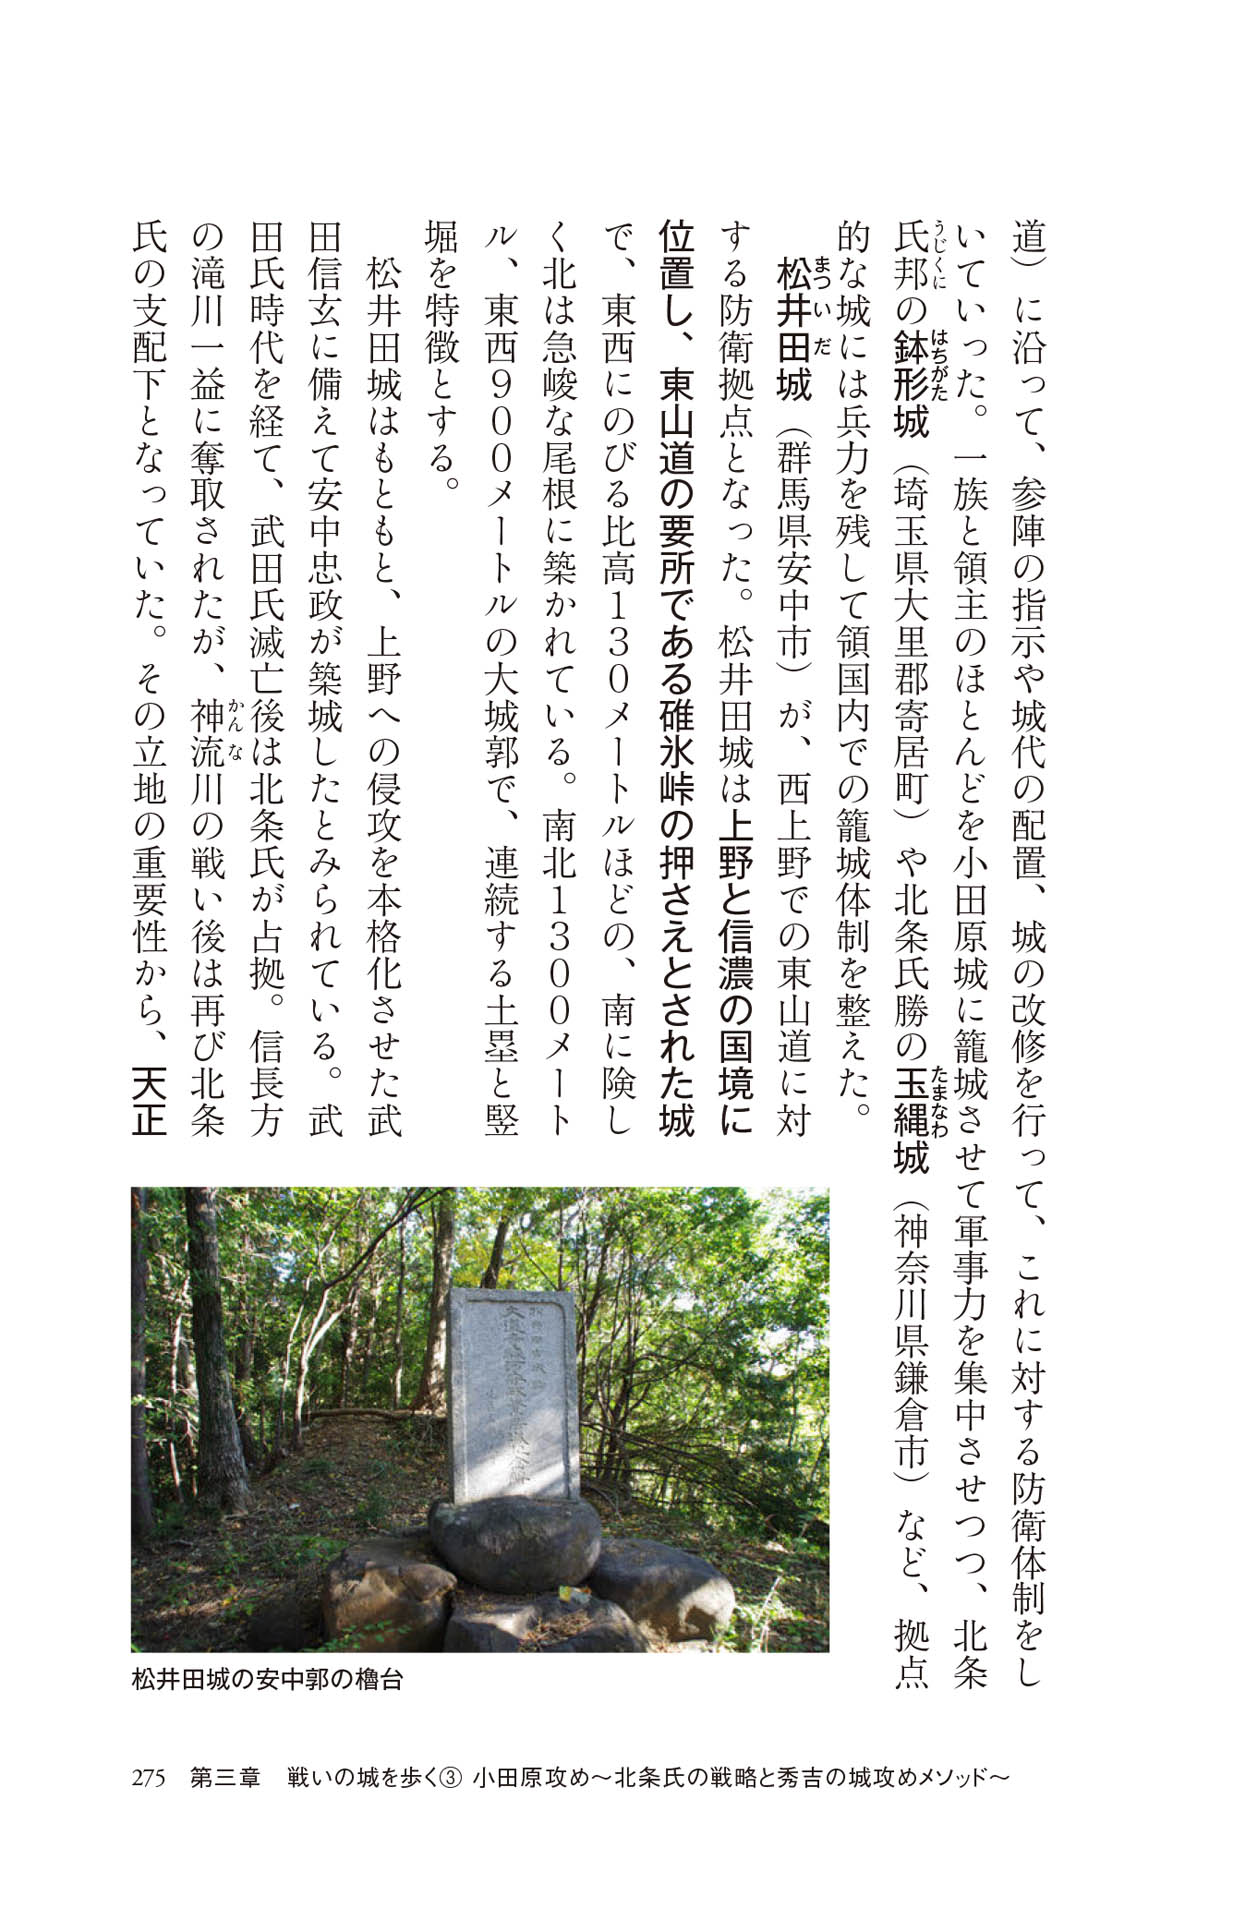 道）に沿って、参陣の指示や城代の配置、城の改修を行って、これに対する防衛体制をし
いていった。一族と領主のほとんどを小田原城に籠城させて軍事力を集中させつつ、北条
氏邦の鉢形城（埼玉県大里郡寄居町）や北条氏勝の玉縄城（神奈川県鎌倉市）など、拠点
うじくに
はちがた
たまなわ
的な城には兵力を残して領国内での籠城体制を整えた。
松井田城（群馬県安中市）が、西上野での東山道に対
まついだ
する防衛拠点となった。松井田城は上野と信濃の国境に
位置し、東山道の要所である碓氷峠の押さえとされた城
で、東西にのびる比高130メートルほどの、南に険し
く北は急峻な尾根に築かれている。南北1300メート
ル、東西900メートルの大城郭で、連続する土塁と竪
堀を特徴とする。
松井田城はもともと、上野への侵攻を本格化させた武
田信玄に備えて安中忠政が築城したとみられている。武
田氏時代を経て、武田氏滅亡後は北条氏が占拠。信長方
の滝川一益に奪取されたが、神流川の戦い後は再び北条
かんな
氏の支配下となっていた。その立地の重要性から、天正
松井田城の安中郭の櫓台
275 第三章 戦いの城を歩く③ 小田原攻め〜北条氏の戦略と秀吉の城攻めメソッド〜